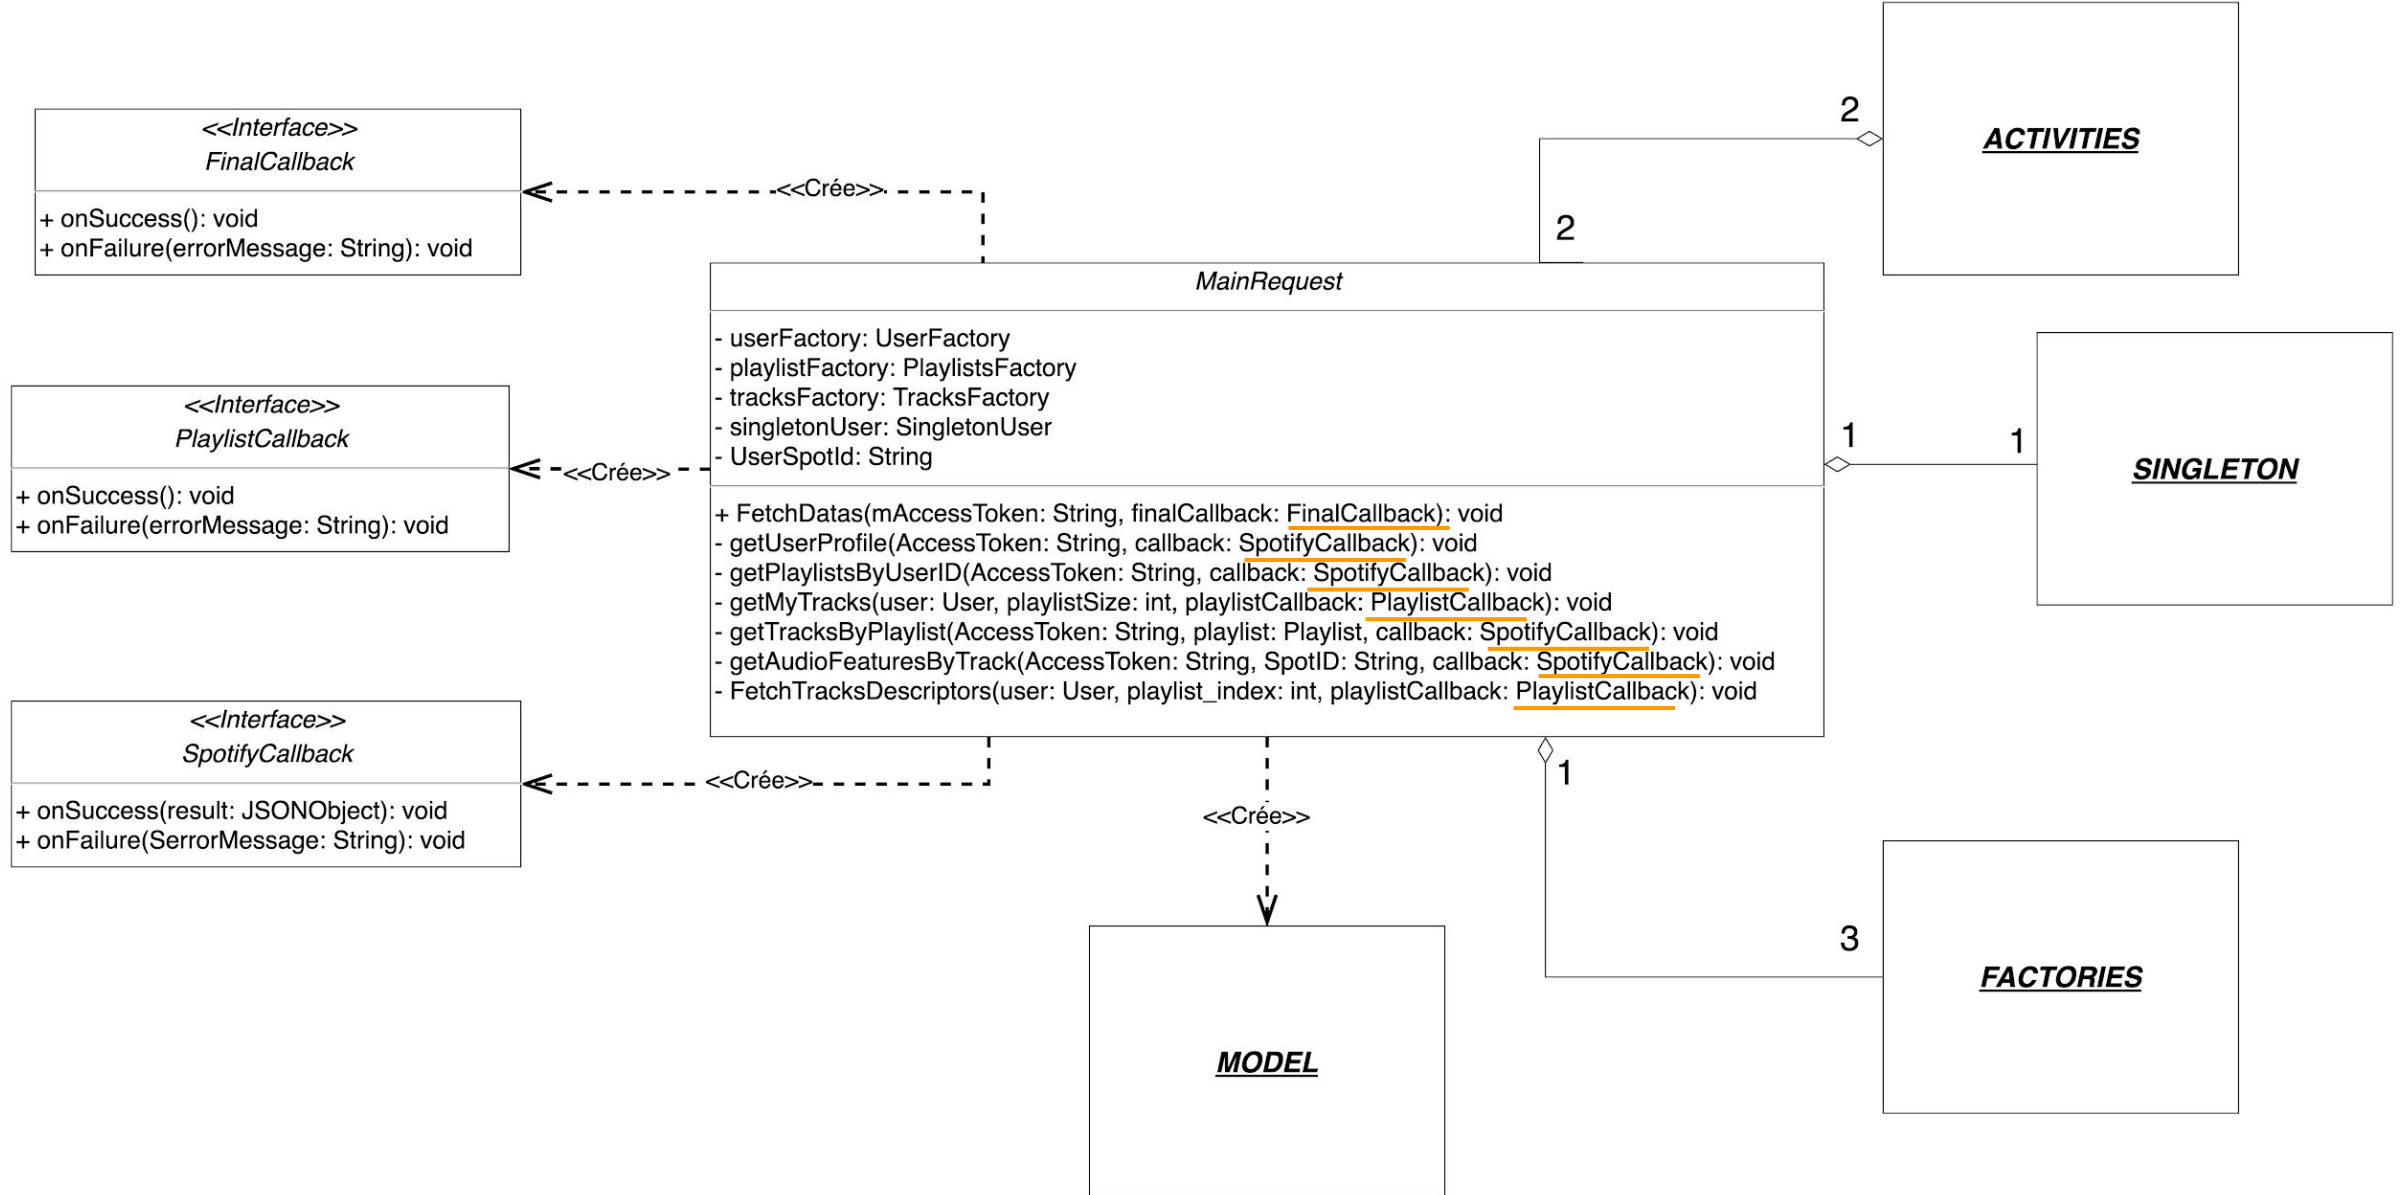 <<Interface>>
FinalCallback
+ onSuccess(): void
+ onFailure(errorMessage: String): void
<<Crée>>
2
ACTIVITIES
2
<<Interface>>
PlaylistCallback
+ onSuccess(): void
+ onFailure(errorMessage: String): void
<<Crée>>
MainRequest
- userFactory: UserFactory
- playlistFactory: PlaylistsFactory
- tracksFactory: TracksFactory
- singletonUser: SingletonUser
- UserSpotId: String
+ FetchDatas(mAccessToken: String, finalCallback: FinalCallback): void
- getUserProfile(AccessToken: String, callback: SpotifyCallback): void
- getPlaylistsByUserID(AccessToken: String, callback: SpotifyCallback): void
- getMyTracks(user: User, playlistSize: int, playlistCallback: PlaylistCallback): void
- getTracksByPlaylist(AccessToken: String, playlist: Playlist, callback: SpotifyCallback): void
- getAudioFeaturesByTrack(AccessToken: String, SpotID: String, callback: SpotifyCallback): void
- FetchTracksDescriptors(user: User, playlist_index: int, playlistCallback: PlaylistCallback): void
1
1
SINGLETON
<<Interface>>
SpotifyCallback
+ onSuccess(result: JSONObject): void
+ onFailure(SerrorMessage: String): void
<<Crée>>
<<Crée>>
1
3
FACTORIES
MODEL